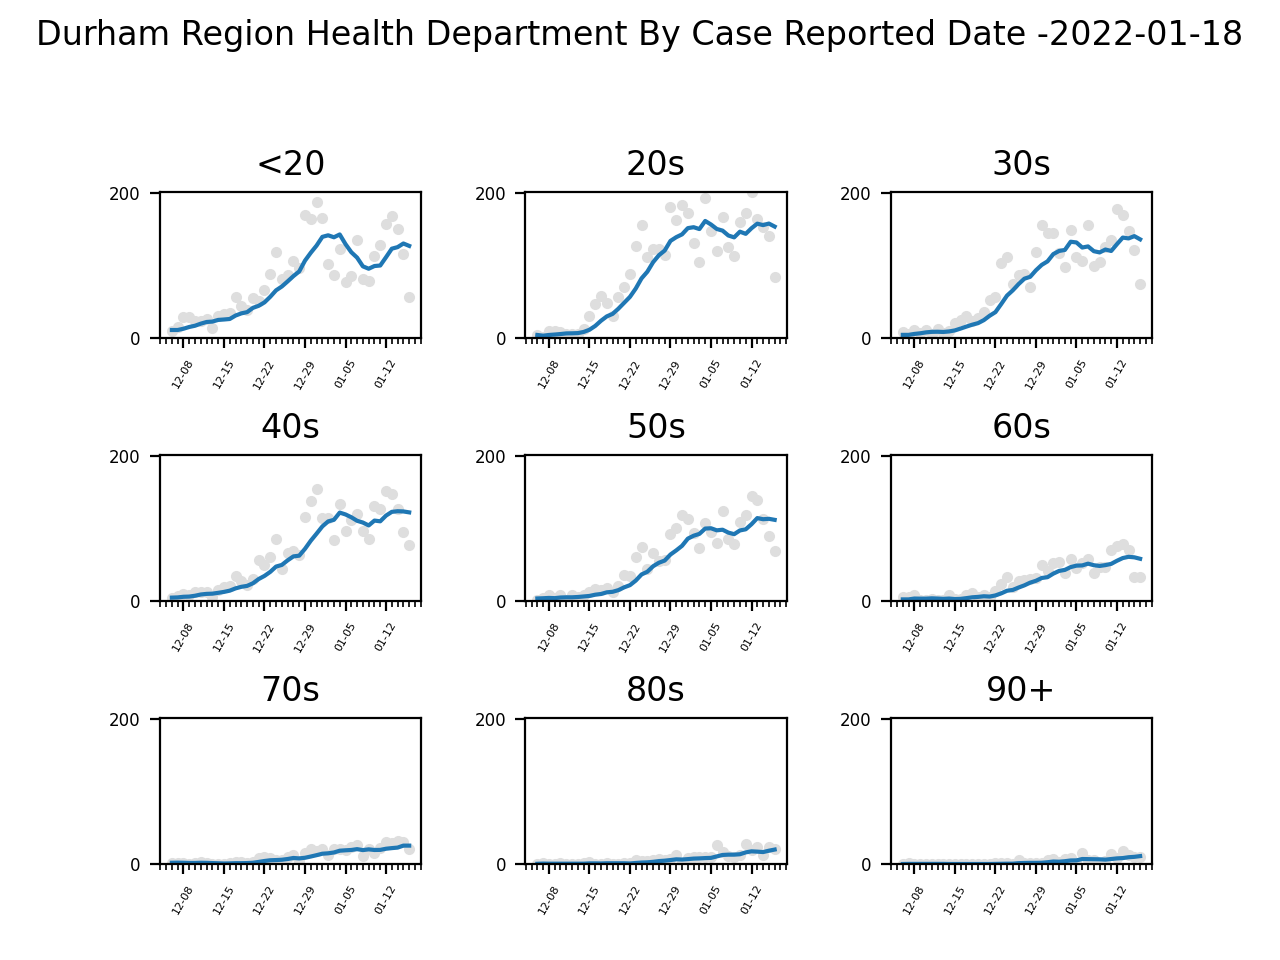 Durham Region Health Department By Case Reported Date -2022-01-18
<20 20s 30s
200 200 200
0 0 0
12-08 12-15 12-22 12-29 01-05 01-12 12-08 12-15 12-22 12-29 01-05 01-12 12-08 12-15 12-22 12-29 01-05 01-12
40s 50s 60s
200 200 200
0 0 0
12-08 12-15 12-22 12-29 01-05 01-12 12-08 12-15 12-22 12-29 01-05 01-12 12-08 12-15 12-22 12-29 01-05 01-12
70s 80s 90+
200 200 200
0 0 0
12-08 12-15 12-22 12-29 01-05 01-12 12-08 12-15 12-22 12-29 01-05 01-12 12-08 12-15 12-22 12-29 01-05 01-12